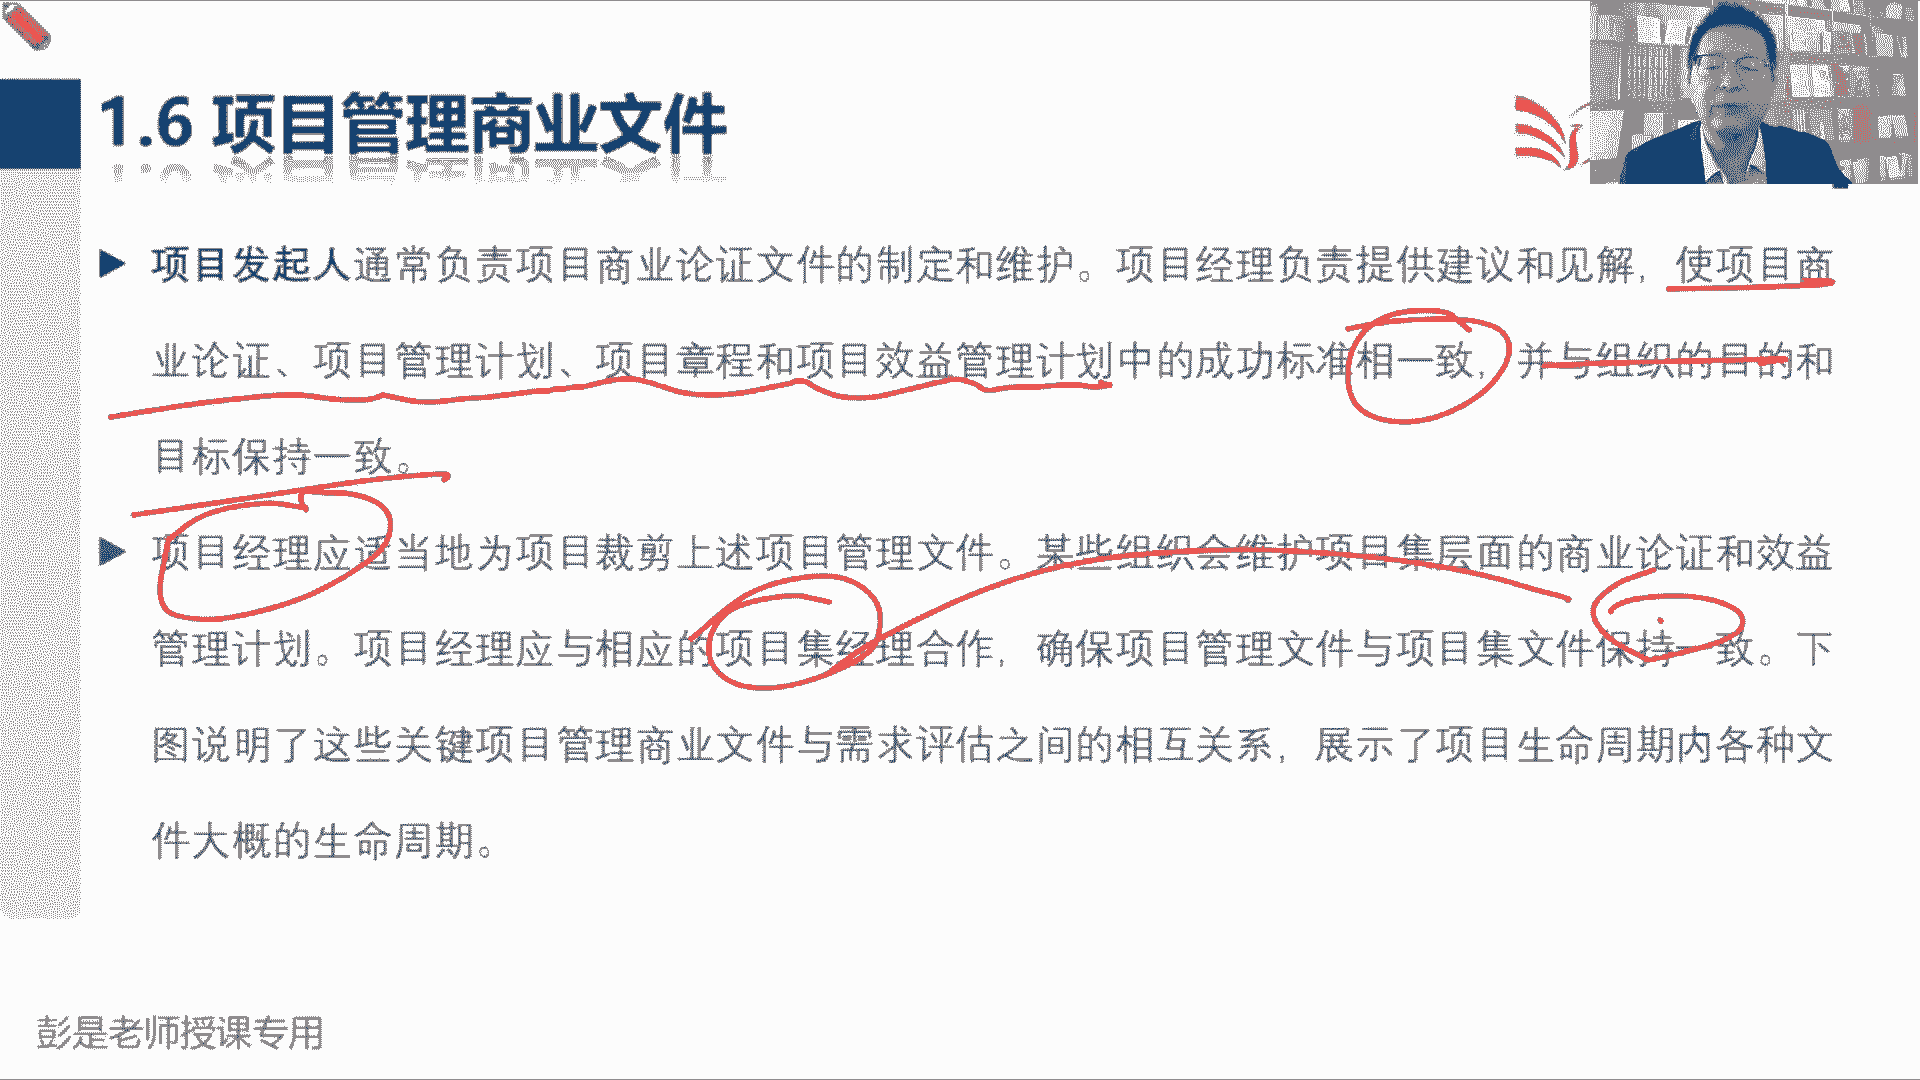 1.6 项目管理商业文件
项目发起人通常负责项目商业论证文件的制定和维护。项目经理负责提供建议和见解，使项目商
业论证、项目管理计划、项目章程和项目效益管理计划中的成功标准相一致，并与组织的目的和
目标保持一致。
项目经理应适当地为项目裁剪上述项目管理文件。某些组织会维护项目集层面的商业论证和效益
管理计划。项目经理应与相应的项目集经理合作，确保项目管理文件与项目集文件保持一致。下
图说明了这些关键项目管理商业文件与需求评估之间的相互关系，展示了项目生命周期内各种文
件大概的生命周期。
彭是老师授课专用